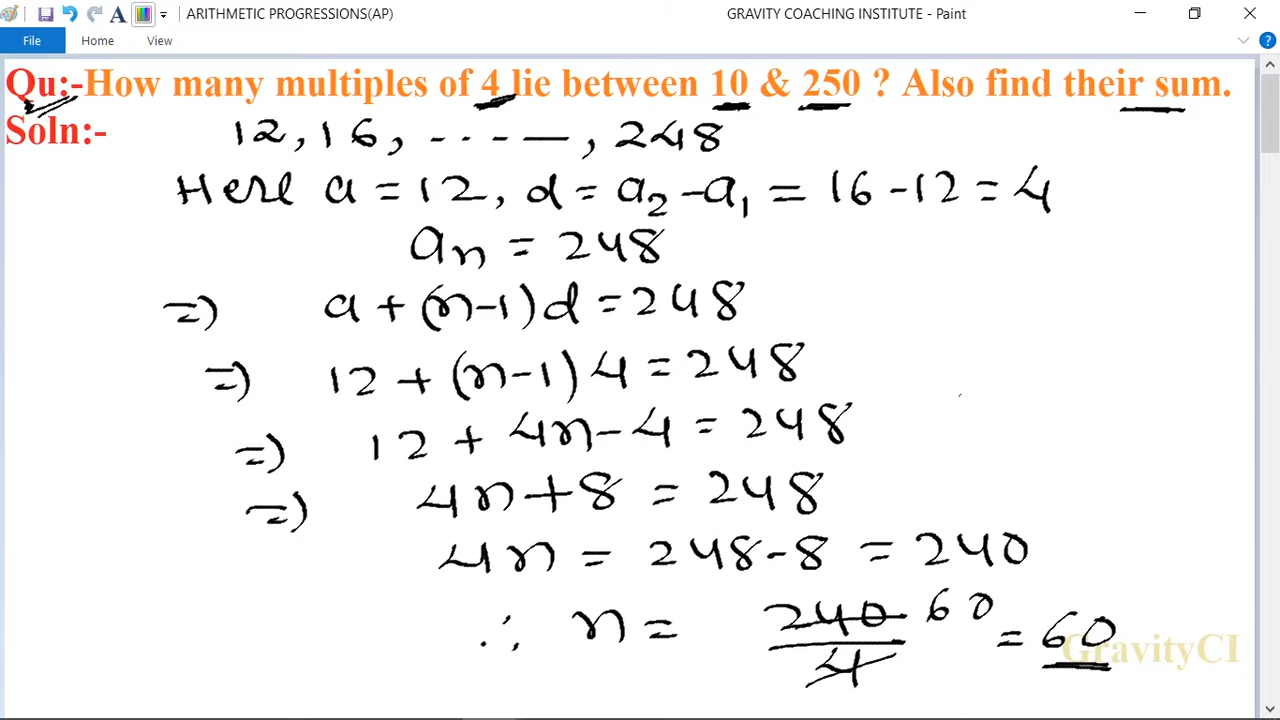 ARITHMETIC PROGRESSIONS(AP) GRAVITY COACHING INSTITUTE - Paint
File Home View
Qu:-How many multiples of 4 lie between 10 & 250 ? Also find their sum.
Soln:- 12, 16, ------, 248
Here a = 12, d = a₂ - a₁ = 16 - 12 = 4
aₙ = 248
=> a + (n-1)d = 248
=> 12 + (n-1)4 = 248
=> 12 + 4n - 4 = 248
=> 4n + 8 = 248
4n = 248 - 8 = 240
∴ n = 240/4 60 = 60
GravityCI